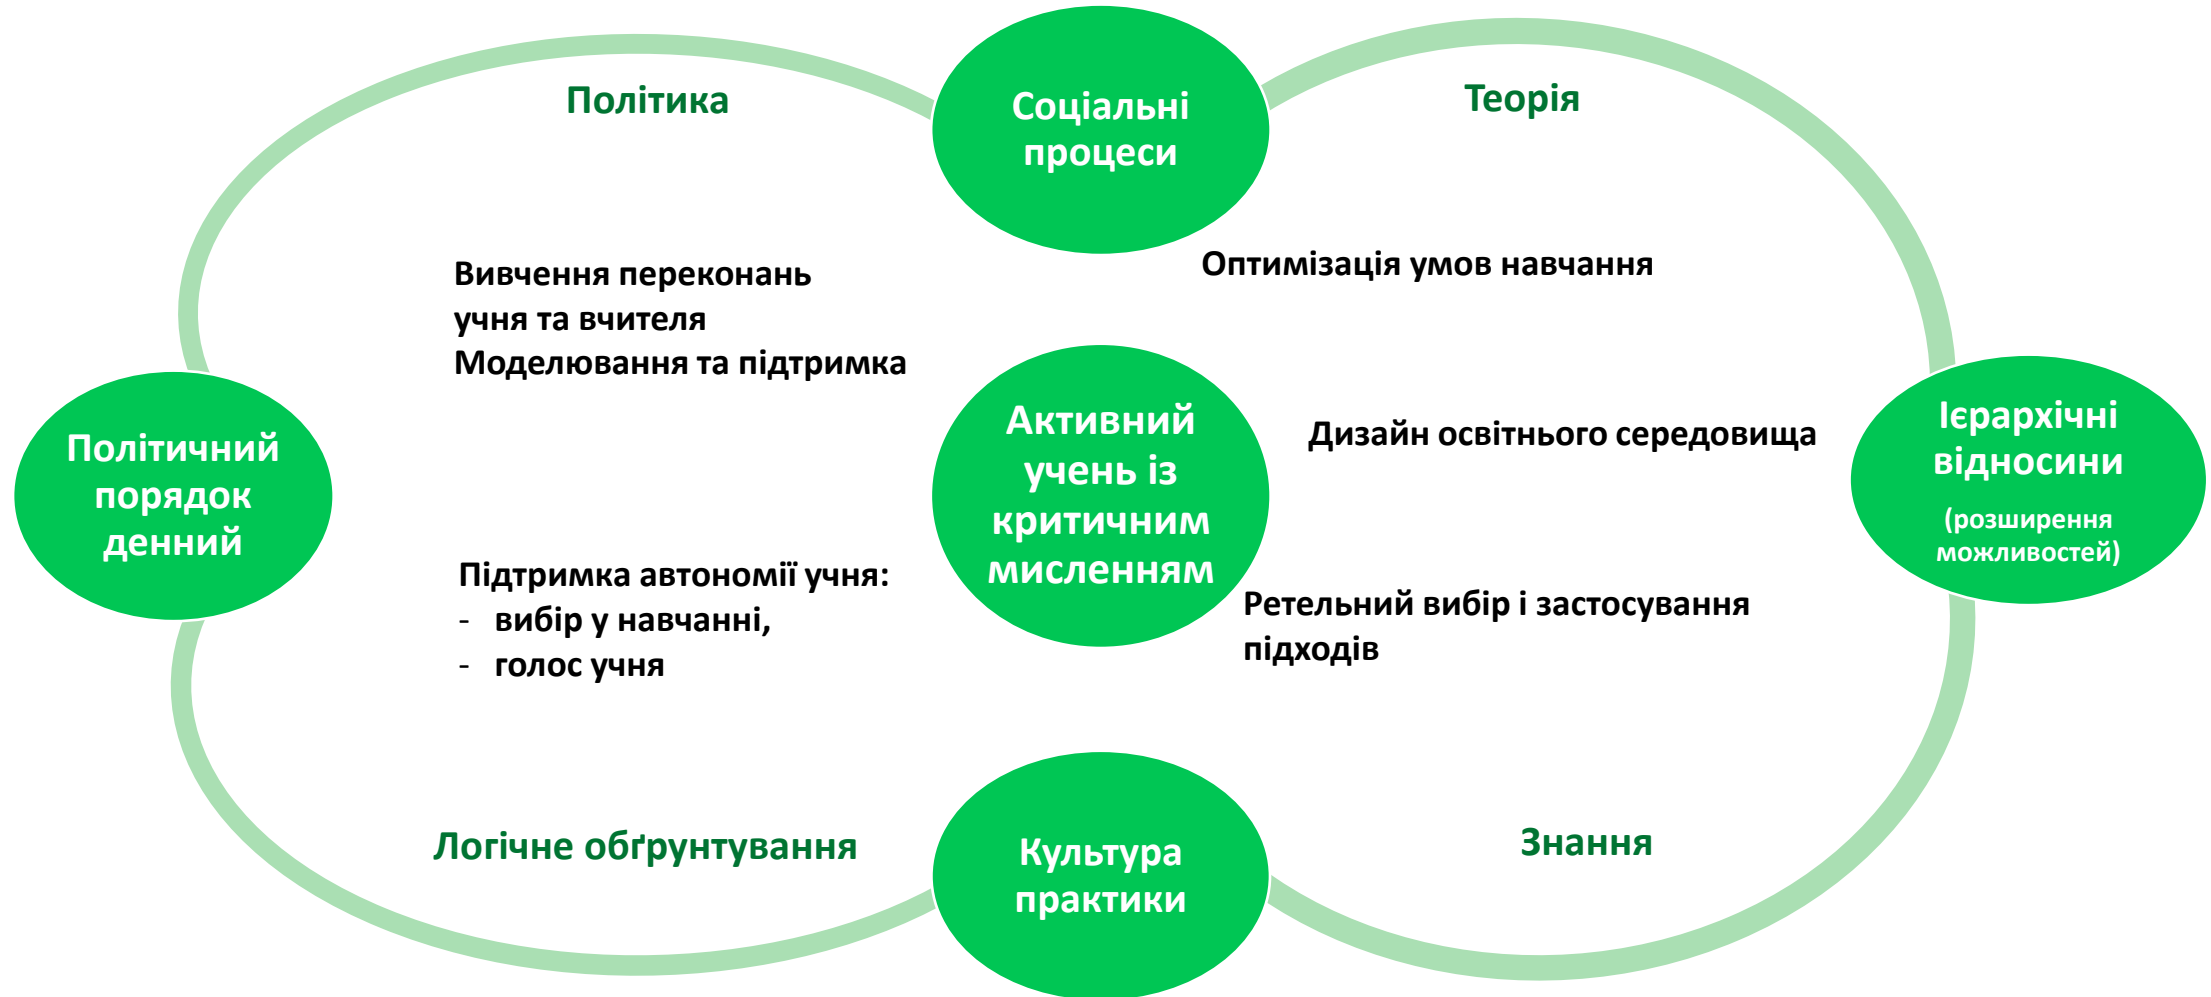 Політика
Соціальні
процеси
Теорія
Вивчення переконань
учня та вчителя
Моделювання та підтримка
Оптимізація умов навчання
Політичний
порядок
денний
Активний
учень із
критичним
мисленням
Дизайн освітнього середовища
Ієрархічні
відносини
(розширення
можливостей)
Підтримка автономії учня:
- вибір у навчанні,
- голос учня
Ретельний вибір і застосування
підходів
Логічне обґрунтування
Культура
практики
Знання